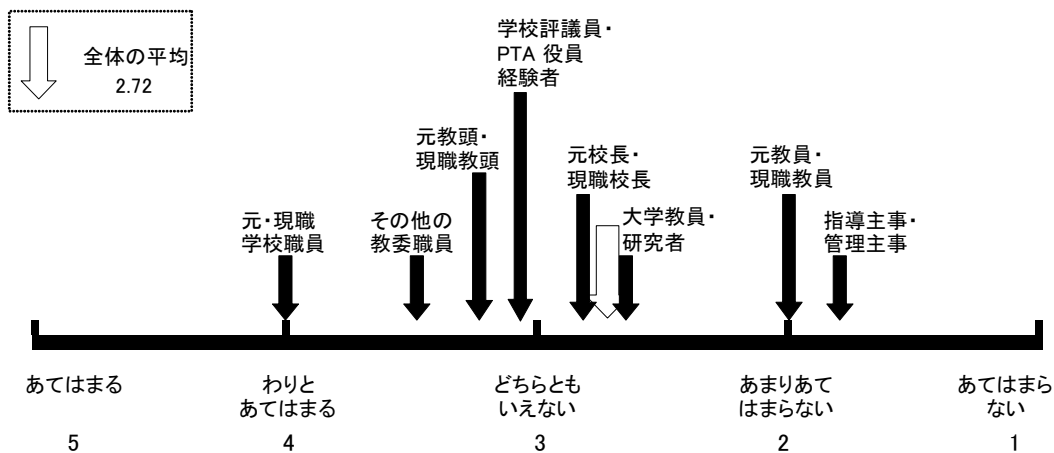 全体の平均
2.72
学校評議員・
PTA 役員
経験者
元教頭・
現職教頭
元校長・
現職校長
元教員・
現職教員
元・現職
学校職員
その他の
教委職員
大学教員・
研究者
指導主事・
管理主事
あてはまる
わりと
あてはまる
どちらとも
いえない
あまりあて
はまらない
あてはまら
ない
5
4
3
2
1